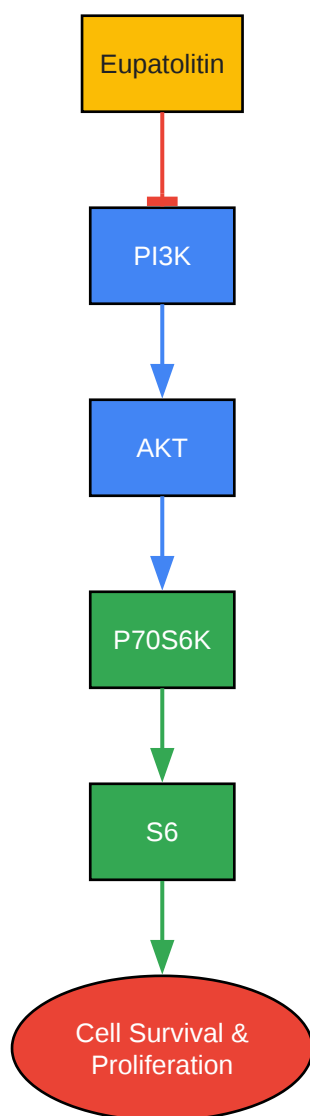 Eupatolitin
PI3K
AKT
P70S6K
S6
Cell Survival &
Proliferation